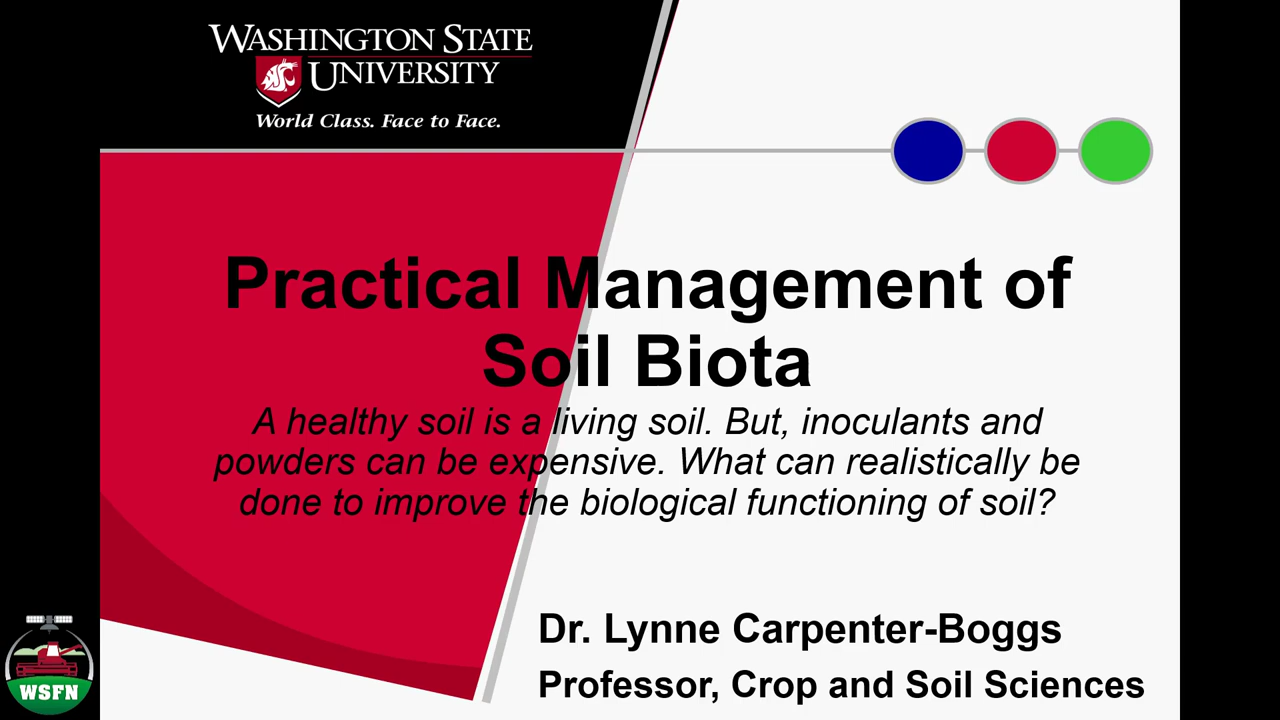 WASHINGTON STATE
UNIVERSITY
World Class. Face to Face.
Practical Management of
Soil Biota
A healthy soil is a living soil. But, inoculants and
powders can be expensive. What can realistically be
done to improve the biological functioning of soil?
Dr. Lynne Carpenter-Boggs
Professor, Crop and Soil Sciences
WSFN